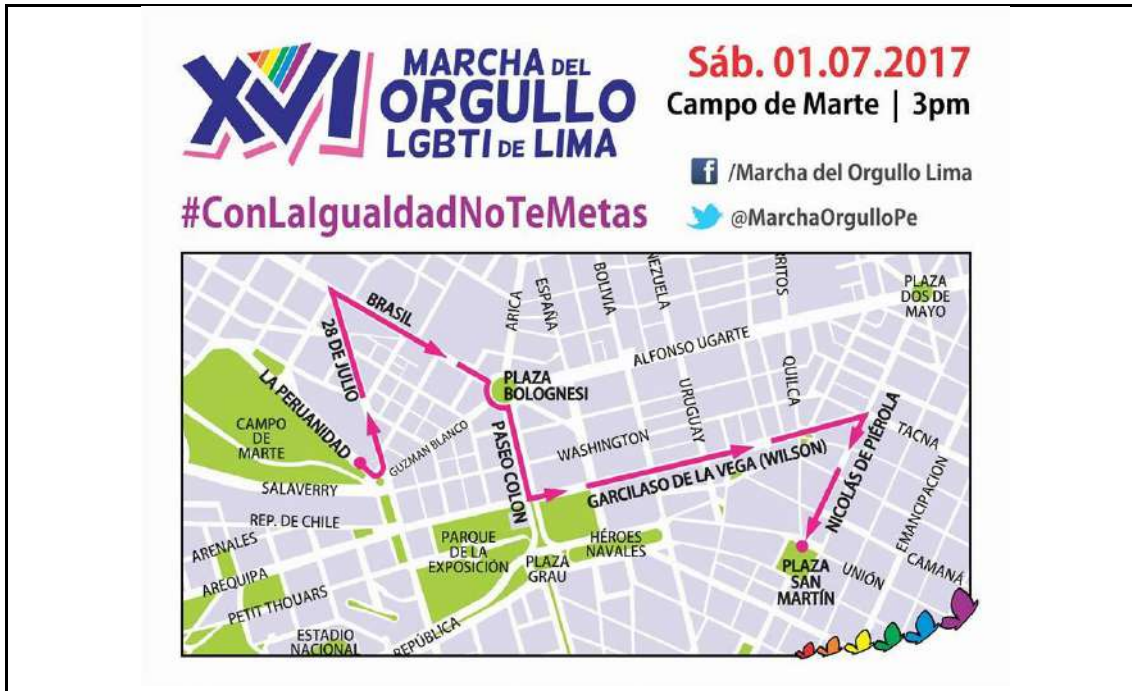 XVI
MARCHA DEL
ORGULLO
LGBTI DE LIMA
Sáb. 01.07.2017
Campo de Marte | 3pm
/Marcha del Orgullo Lima
#ConLaIgualdadNoTeMetas
@MarchaOrgulloPe
28 DE JULIO
BRASIL
ARICA
ESPAÑA
BOLIVIA
NEZUELA
RRITOS
PLAZA
DOS DE
MAYO
ALFONSO UGARTE
LA PERUANIDAD
PLAZA
BOLOGNESI
URUGUAY
QUILCA
CAMPO
DE
MARTE
GUZMAN BLANCO
PASEO COLON
WASHINGTON
GARCILASO DE LA VEGA (WILSON)
NICOLÁS DE PIÉROLA
TACNA
EMANCIPACION
SALAVERRY
REP. DE CHILE
ARENALES
AREQUIPA
PETIT THOUARS
PARQUE
DE LA
EXPOSICIÓN
PLAZA
GRAU
HÉROES
NAVALES
PLAZA
SAN
MARTÍN
UNIÓN
CAMANÁ
ESTADIO
NACIONAL
REPÚBLICA